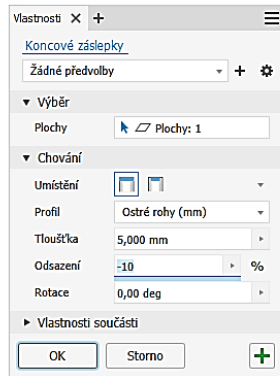 Vlastnosti
Koncové záslepky
Žádné předvolby
Výběr
Plochy Plochy: 1
Chování
Umístění
Profil Ostré rohy (mm)
Tloušťka 5,000 mm
Odsazení -10 %
Rotace 0,00 deg
Vlastnosti součásti
OK Storno